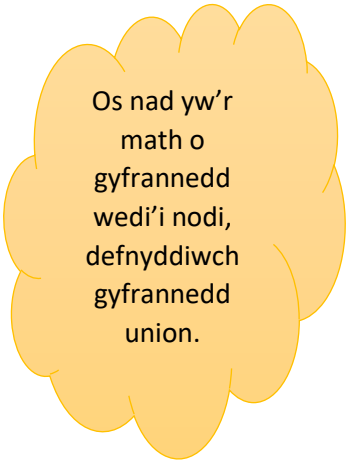 Os nad yw’r
math o
gyfrannedd
wedi’i nodi,
defnyddiwch
gyfrannedd
union.